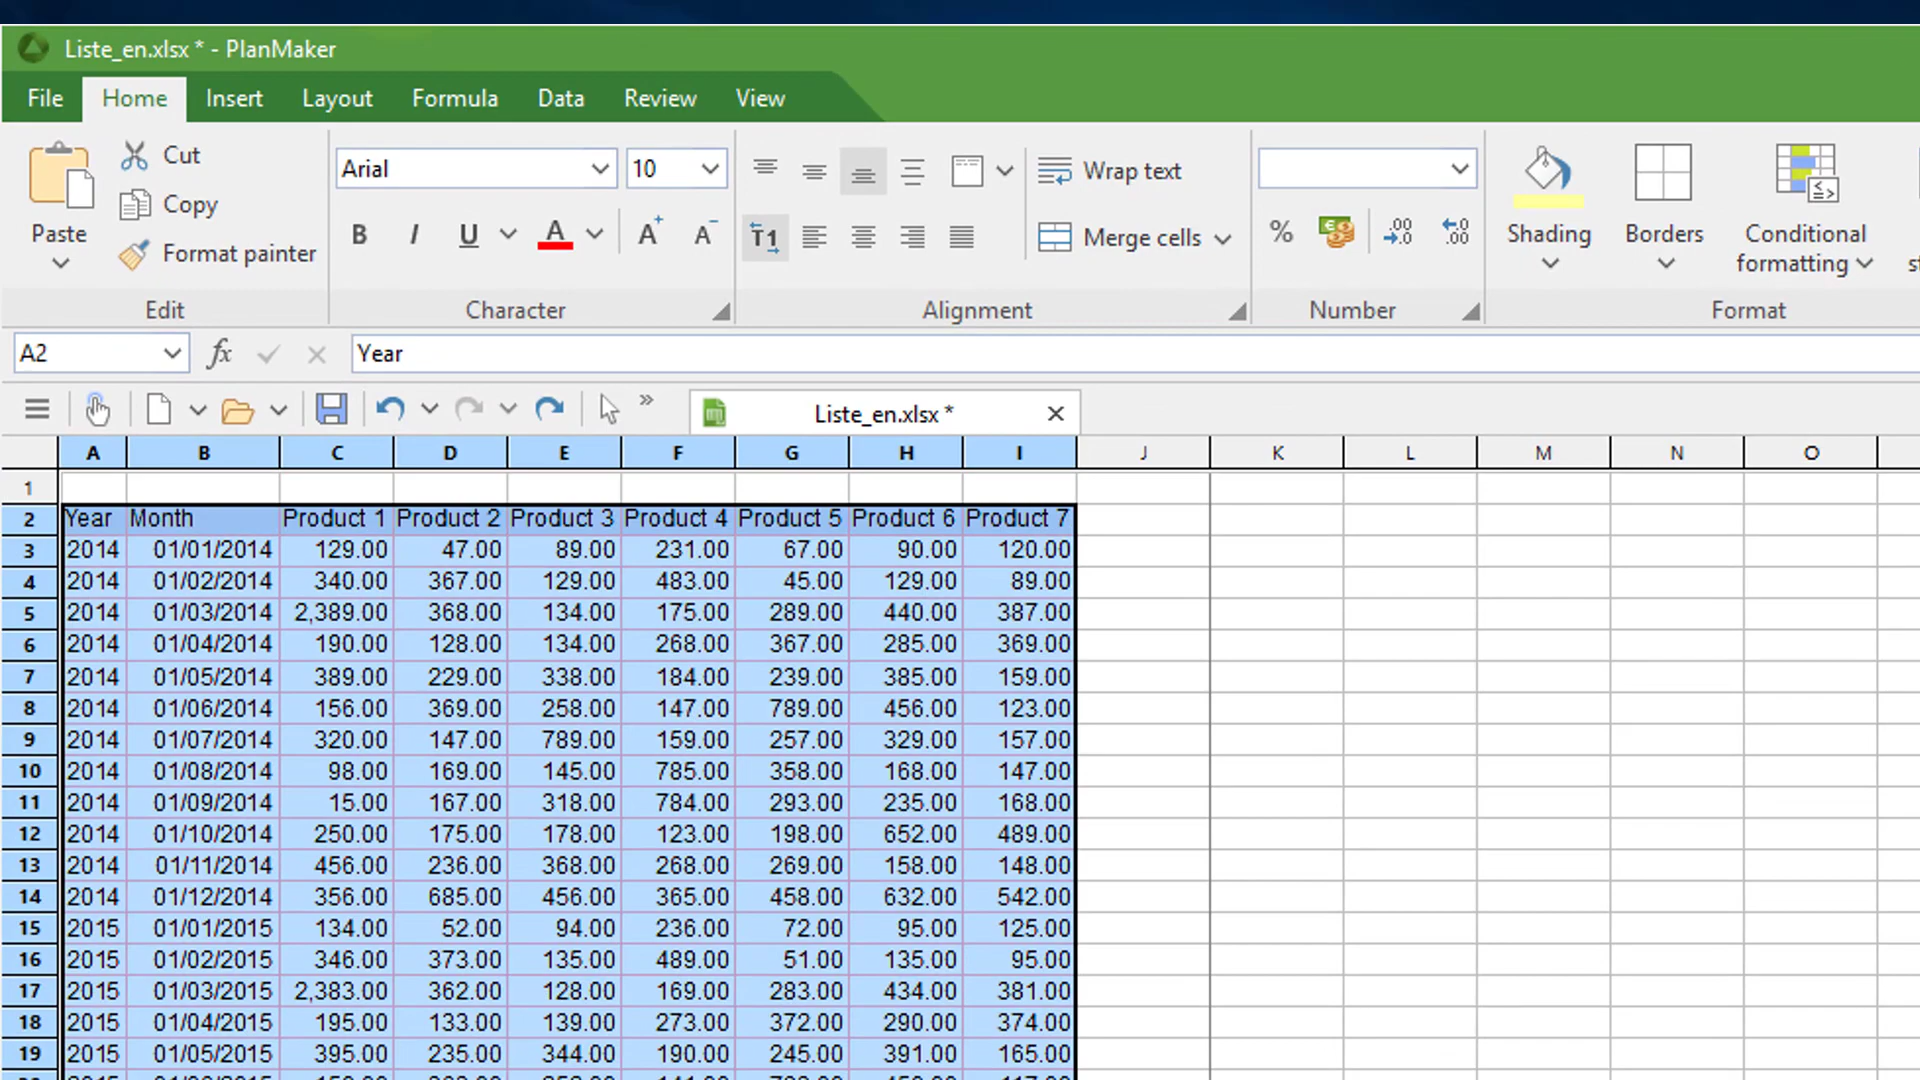 Liste_en.xlsx * - PlanMaker
File Home Insert Layout Formula Data Review View
Cut
Copy
Format painter
Paste
Arial 10
B I U A A+ A-
Wrap text
Merge cells
%
.00 .0
.0 .00
Shading Borders Conditional formatting
Edit Character Alignment Number Format
A2 fx Year
Liste_en.xlsx *
A B C D E F G H I J K L M N O
1
2 Year Month Product 1 Product 2 Product 3 Product 4 Product 5 Product 6 Product 7
3 2014 01/01/2014 129.00 47.00 89.00 231.00 67.00 90.00 120.00
4 2014 01/02/2014 340.00 367.00 129.00 483.00 45.00 129.00 89.00
5 2014 01/03/2014 2,389.00 368.00 134.00 175.00 289.00 440.00 387.00
6 2014 01/04/2014 190.00 128.00 134.00 268.00 367.00 285.00 369.00
7 2014 01/05/2014 389.00 229.00 338.00 184.00 239.00 385.00 159.00
8 2014 01/06/2014 156.00 369.00 258.00 147.00 789.00 456.00 123.00
9 2014 01/07/2014 320.00 147.00 789.00 159.00 257.00 329.00 157.00
10 2014 01/08/2014 98.00 169.00 145.00 785.00 358.00 168.00 147.00
11 2014 01/09/2014 15.00 167.00 318.00 784.00 293.00 235.00 168.00
12 2014 01/10/2014 250.00 175.00 178.00 123.00 198.00 652.00 489.00
13 2014 01/11/2014 456.00 236.00 368.00 268.00 269.00 158.00 148.00
14 2014 01/12/2014 356.00 685.00 456.00 365.00 458.00 632.00 542.00
15 2015 01/01/2015 134.00 52.00 94.00 236.00 72.00 95.00 125.00
16 2015 01/02/2015 346.00 373.00 135.00 489.00 51.00 135.00 95.00
17 2015 01/03/2015 2,383.00 362.00 128.00 169.00 283.00 434.00 381.00
18 2015 01/04/2015 195.00 133.00 139.00 273.00 372.00 290.00 374.00
19 2015 01/05/2015 395.00 235.00 344.00 190.00 245.00 391.00 165.00